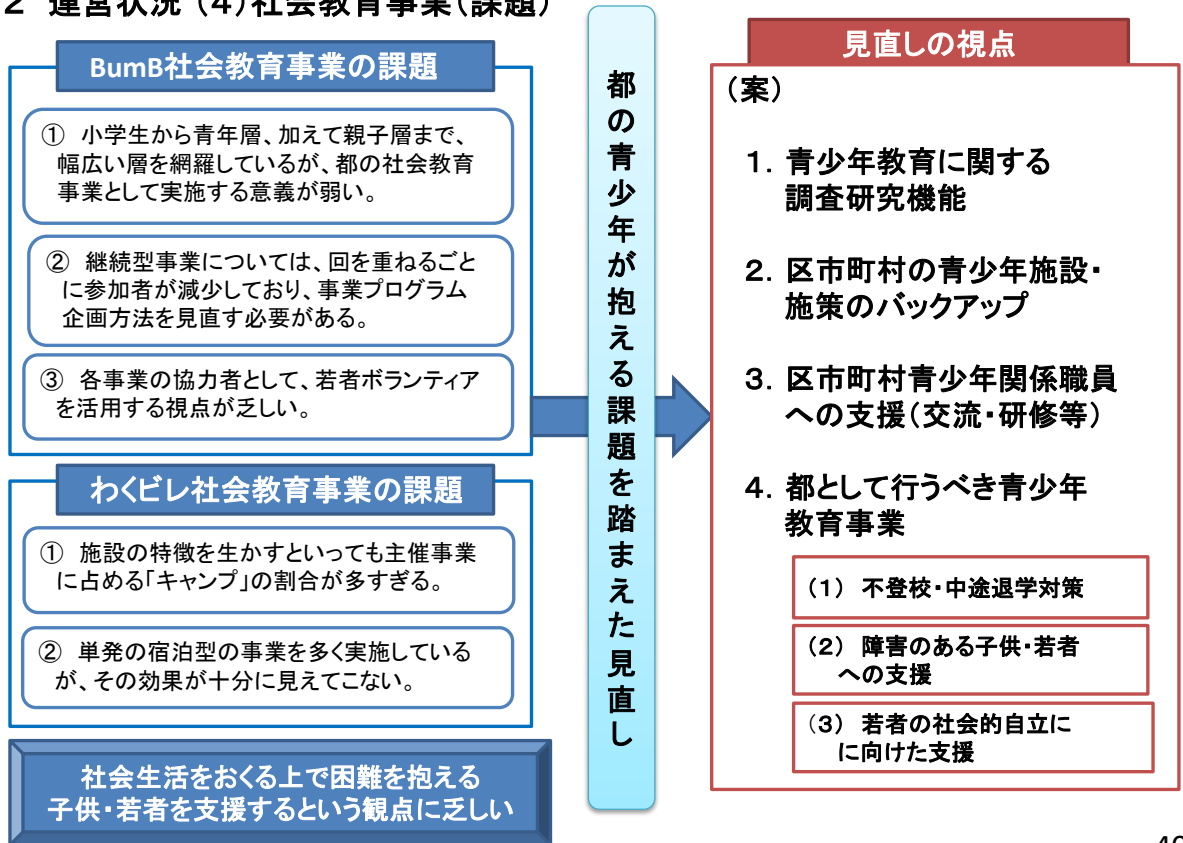 2 運営状況 (4)社会教育事業(課題)
BumB社会教育事業の課題
① 小学生から青年層、加えて親子層まで、
幅広い層を網羅しているが、都の社会教育
事業として実施する意義が弱い。
② 継続型事業については、回を重ねるごと
に参加者が減少しており、事業プログラム
企画方法を見直す必要がある。
③ 各事業の協力者として、若者ボランティア
を活用する視点が乏しい。
わくビレ社会教育事業の課題
① 施設の特徴を生かすといっても主催事業
に占める「キャンプ」の割合が多すぎる。
② 単発の宿泊型の事業を多く実施している
が、その効果が十分に見えてこない。
社会生活をおくる上で困難を抱える
子供・若者を支援するという観点に乏しい
都の青少年が抱える課題を踏まえた見直し
見直しの視点
(案)
1.青少年教育に関する
調査研究機能
2.区市町村の青少年施設・
施策のバックアップ
3.区市町村青少年関係職員
への支援(交流・研修等)
4.都として行うべき青少年
教育事業
(1) 不登校・中途退学対策
(2) 障害のある子供・若者
への支援
(3) 若者の社会的自立に
に向けた支援